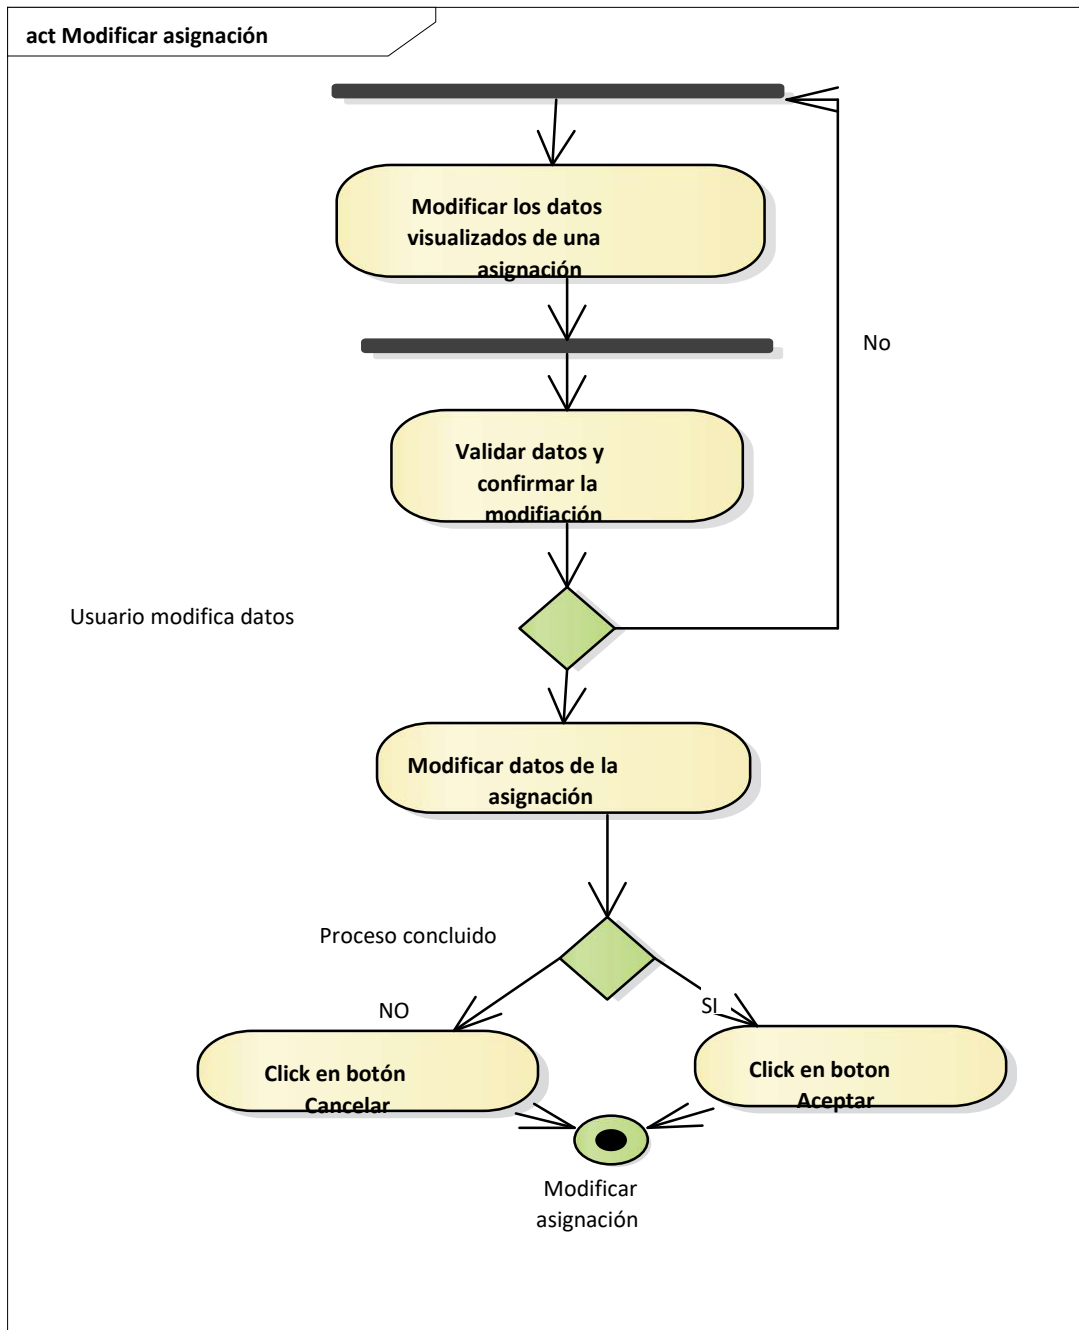 act Modificar asignación
Modificar los datos
visualizados de una
asignación
No
Validar datos y
confirmar la
modifiación
Usuario modifica datos
Modificar datos de la
asignación
Proceso concluido
NO
SI
Click en botón
Cancelar
Click en boton
Aceptar
Modificar
asignación